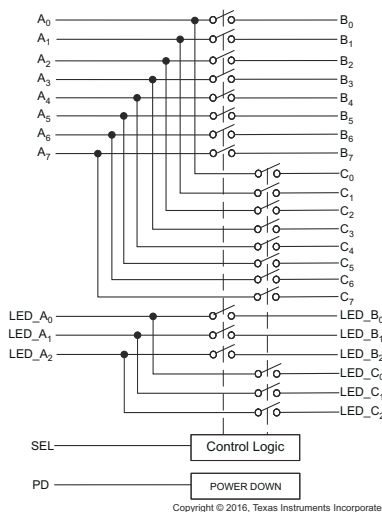 A0 B0
A1 B1
A2 B2
A3 B3
A4 B4
A5 B5
A6 B6
A7 B7
C0
C1
C2
C3
C4
C5
C6
C7
LED_A0 LED_B0
LED_A1 LED_B1
LED_A2 LED_B2
LED_C0
LED_C1
LED_C2
SEL Control Logic
PD POWER DOWN
Copyright © 2016, Texas Instruments Incorporate